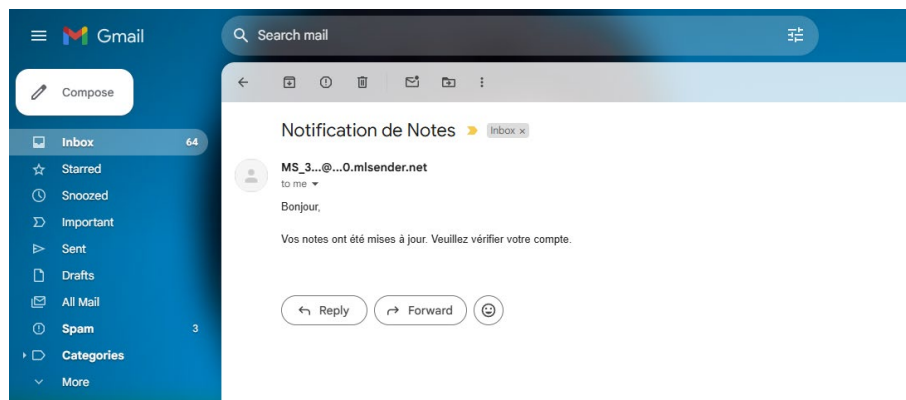 Gmail
Search mail
Compose
Inbox 64
Starred
Snoozed
Important
Sent
Drafts
All Mail
Spam 3
Categories
More
Notification de Notes Inbox x
MS_3...@...0.mlsender.net
to me
Bonjour,
Vos notes ont été mises à jour. Veuillez vérifier votre compte.
Reply Forward